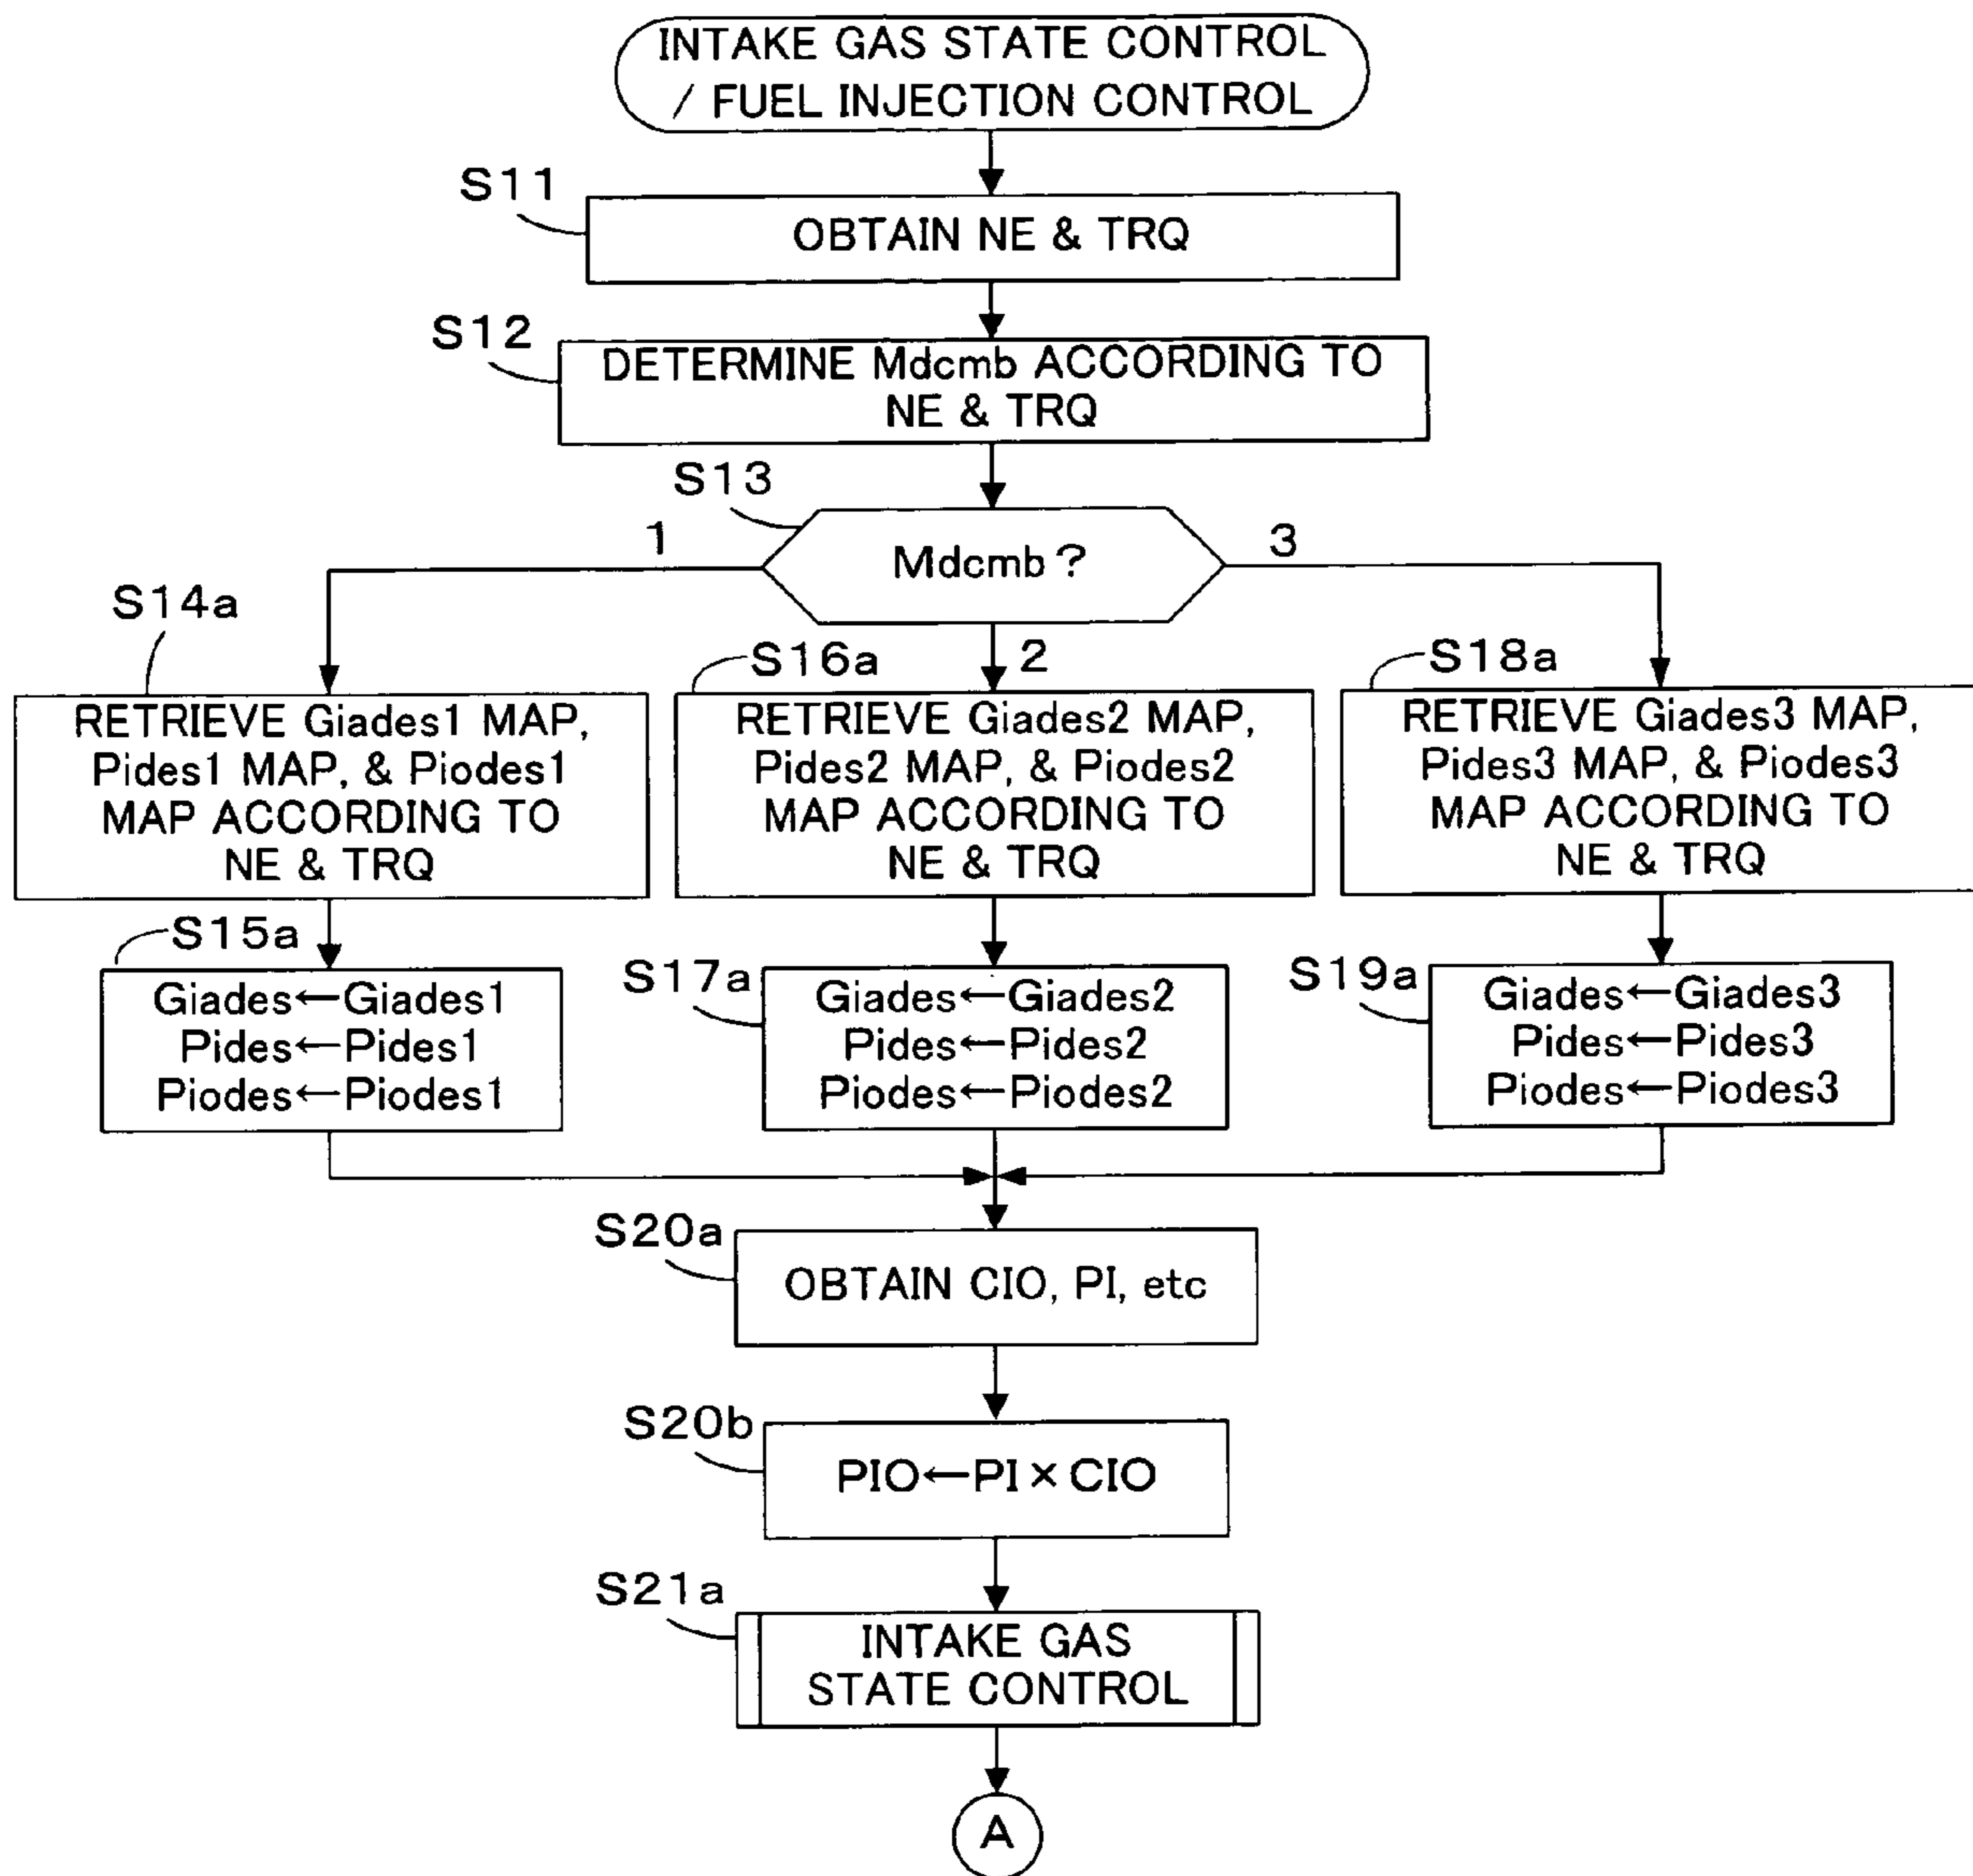 INTAKE GAS STATE CONTROL
/ FUEL INJECTION CONTROL
S11
OBTAIN NE & TRQ
S12
DETERMINE Mdcmb ACCORDING TO
NE & TRQ
S13
Mdcmb?
1
2
3
S14a
RETRIEVE Giades1 MAP,
Pides1 MAP, & Piodes1
MAP ACCORDING TO
NE & TRQ
S16a
RETRIEVE Giades2 MAP,
Pides2 MAP, & Piodes2
MAP ACCORDING TO
NE & TRQ
S18a
RETRIEVE Giades3 MAP,
Pides3 MAP, & Piodes3
MAP ACCORDING TO
NE & TRQ
S15a
Giades←Giades1
Pides←Pides1
Piodes←Piodes1
S17a
Giades←Giades2
Pides←Pides2
Piodes←Piodes2
S19a
Giades←Giades3
Pides←Pides3
Piodes←Piodes3
S20a
OBTAIN CIO, PI, etc
S20b
PIO←PI×CIO
S21a
INTAKE GAS
STATE CONTROL
A